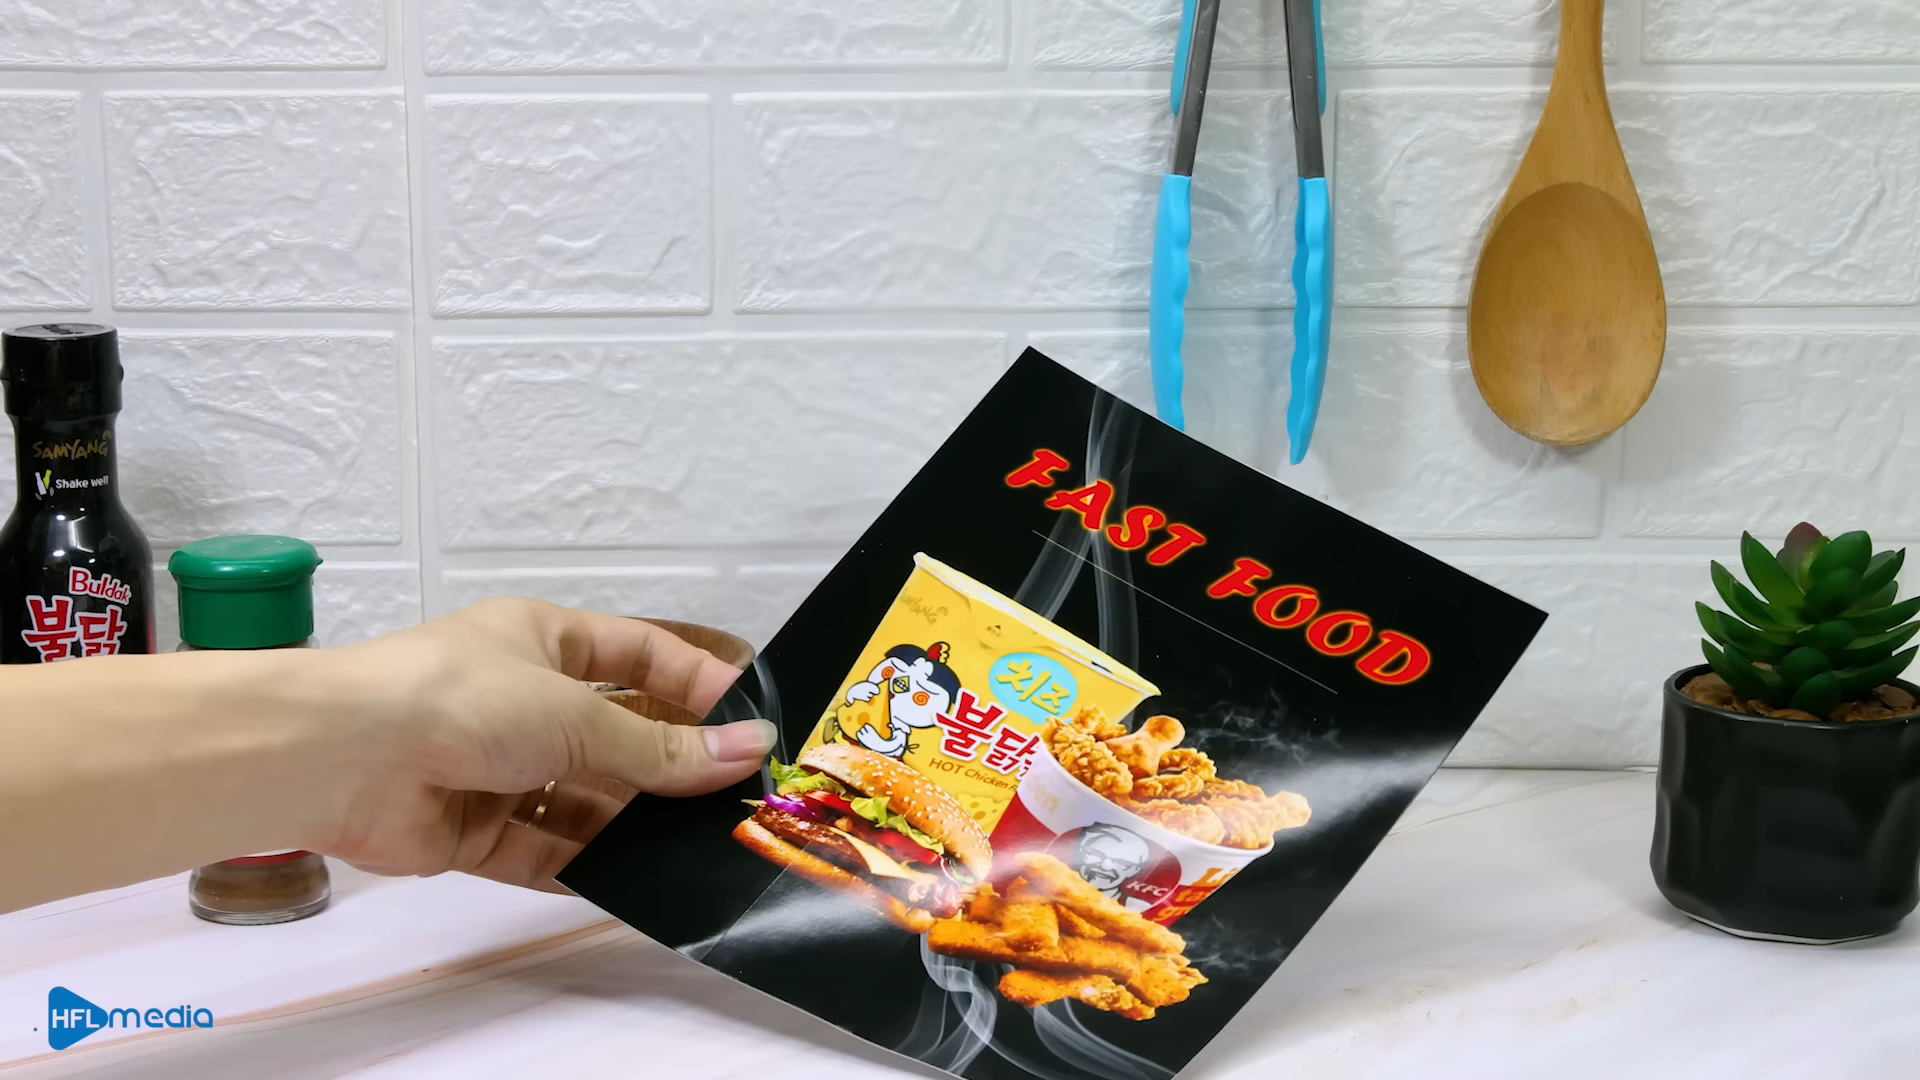 SAMYANG
Shake well
Buldak
불닭
FAST FOOD
치즈
불닭
HOT Chicken
KFC
HFL media